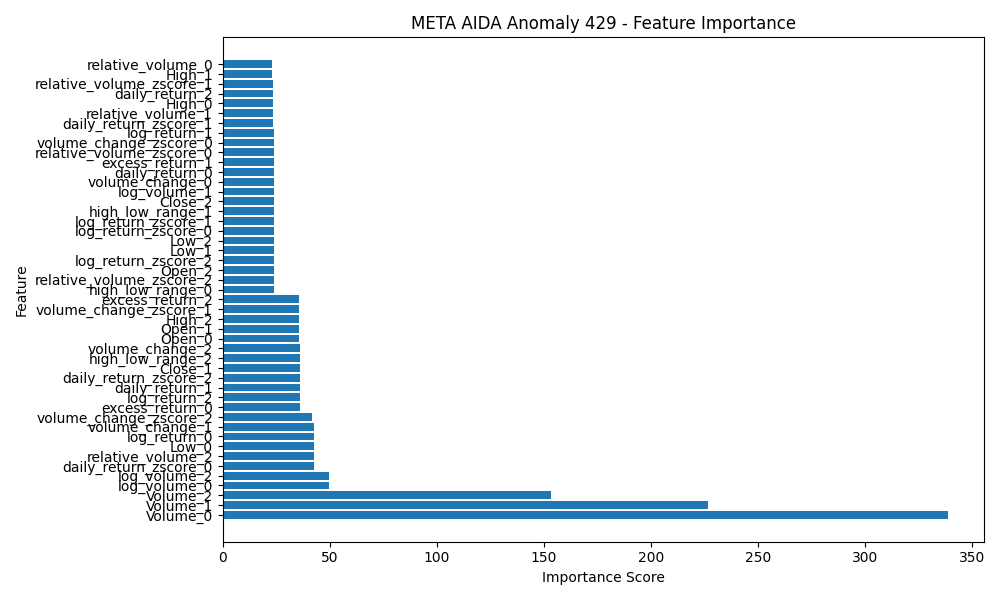 META AIDA Anomaly 429 - Feature Importance
relative_volume_0
High_1
relative_volume_zscore_1
daily_return_2
High_0
relative_volume_1
daily_return_zscore_1
log_return_1
volume_change_zscore_0
relative_volume_zscore_0
excess_return_1
daily_return_0
volume_change_0
log_volume_1
Close_2
high_low_range_1
log_return_zscore_1
log_return_zscore_0
Low_2
Low_1
log_return_zscore_2
Open_2
relative_volume_zscore_2
high_low_range_0
excess_return_2
volume_change_zscore_1
High_2
Open_1
Open_0
volume_change_2
high_low_range_2
Close_1
daily_return_zscore_2
daily_return_1
log_return_2
excess_return_0
volume_change_zscore_2
volume_change_1
log_return_0
Low_0
relative_volume_2
daily_return_zscore_0
log_volume_2
log_volume_0
Volume_2
Volume_1
Volume_0
Feature
0 50 100 150 200 250 300 350
Importance Score